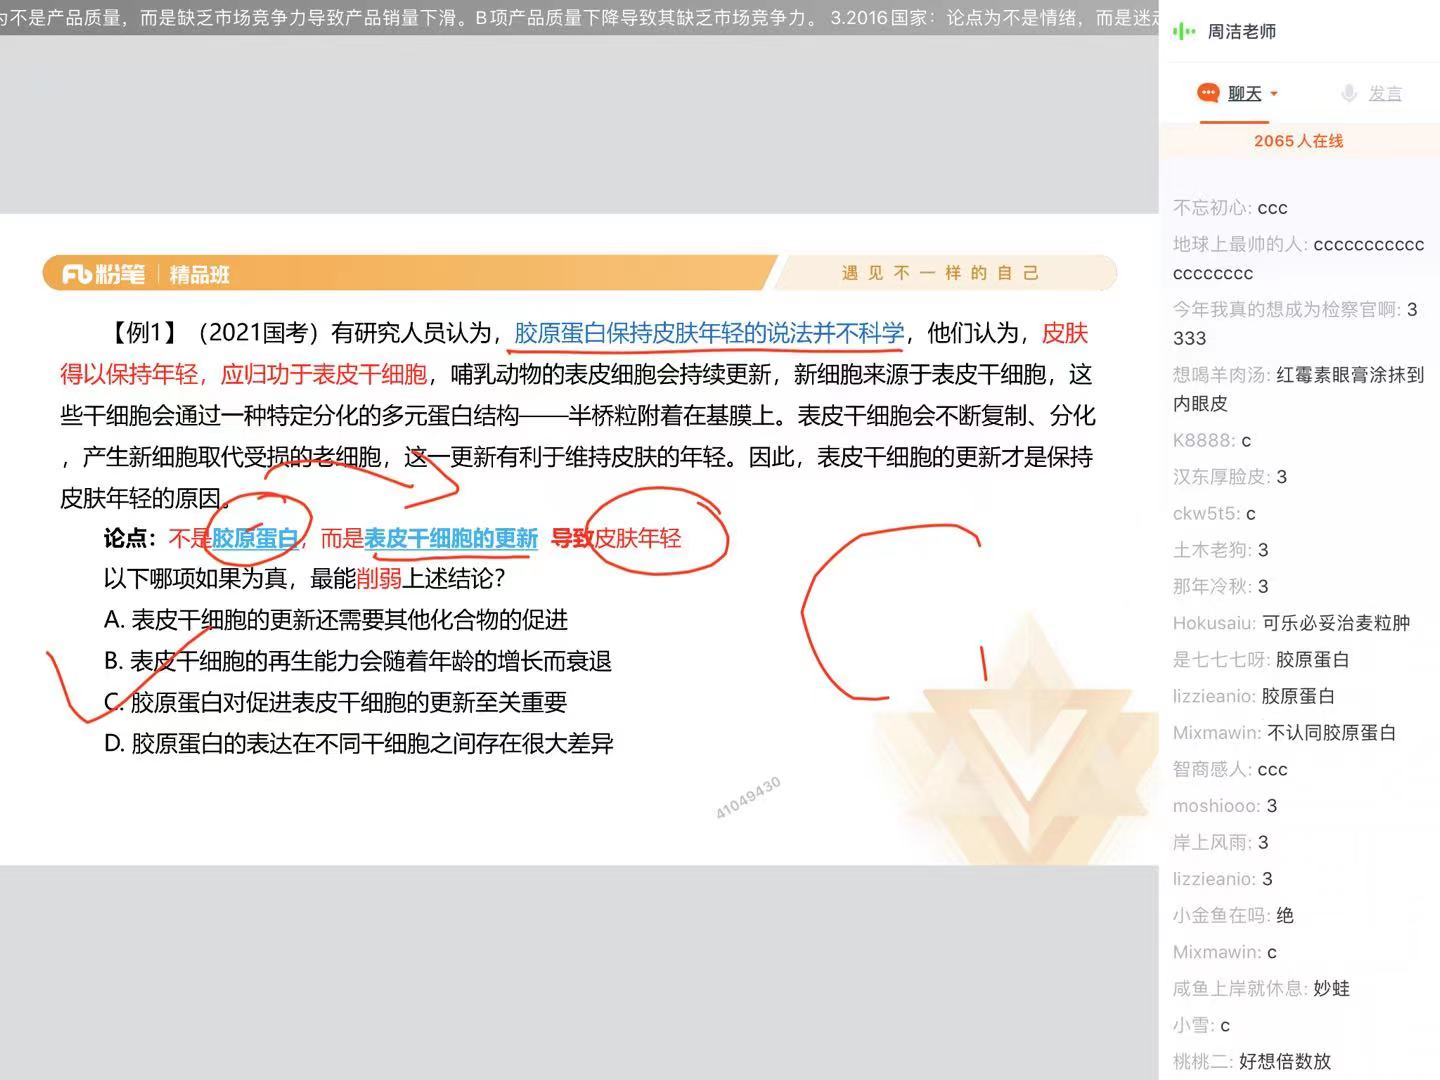 为不是产品质量，而是缺乏市场竞争力导致产品销量下滑。B项产品质量下降导致其缺乏市场竞争力。 3.2016国家：论点为不是情绪，而是迷走
周洁老师
聊天
发言
2065人在线
粉笔
精品班
遇见不一样的自己
【例1】（2021国考）有研究人员认为，胶原蛋白保持皮肤年轻的说法并不科学，他们认为，皮肤
得以保持年轻，应归功于表皮干细胞，哺乳动物的表皮细胞会持续更新，新细胞来源于表皮干细胞，这
些干细胞会通过一种特定分化的多元蛋白结构——半桥粒附着在基膜上。表皮干细胞会不断复制、分化
，产生新细胞取代受损的老细胞，这一更新有利于维持皮肤的年轻。因此，表皮干细胞的更新才是保持
皮肤年轻的原因。
论点：不是胶原蛋白，而是表皮干细胞的更新 导致皮肤年轻
以下哪项如果为真，最能削弱上述结论？
A. 表皮干细胞的更新还需要其他化合物的促进
B. 表皮干细胞的再生能力会随着年龄的增长而衰退
C. 胶原蛋白对促进表皮干细胞的更新至关重要
D. 胶原蛋白的表达在不同干细胞之间存在很大差异
41049430
不忘初心: ccc
地球上最帅的人: ccccccccccc
cccccccc
今年我真的想成为检察官啊: 3
333
想喝羊肉汤: 红霉素眼膏涂抹到
内眼皮
K8888: c
汉东厚脸皮: 3
ckw5t5: c
土木老狗: 3
那年冷秋: 3
Hokusaiu: 可乐必妥治麦粒肿
是七七七呀: 胶原蛋白
lizzieanio: 胶原蛋白
Mixmawin: 不认同胶原蛋白
智商感人: ccc
moshiooo: 3
岸上风雨: 3
lizzieanio: 3
小金鱼在吗: 绝
Mixmawin: c
咸鱼上岸就休息: 妙蛙
小雪: c
桃桃二: 好想倍数放